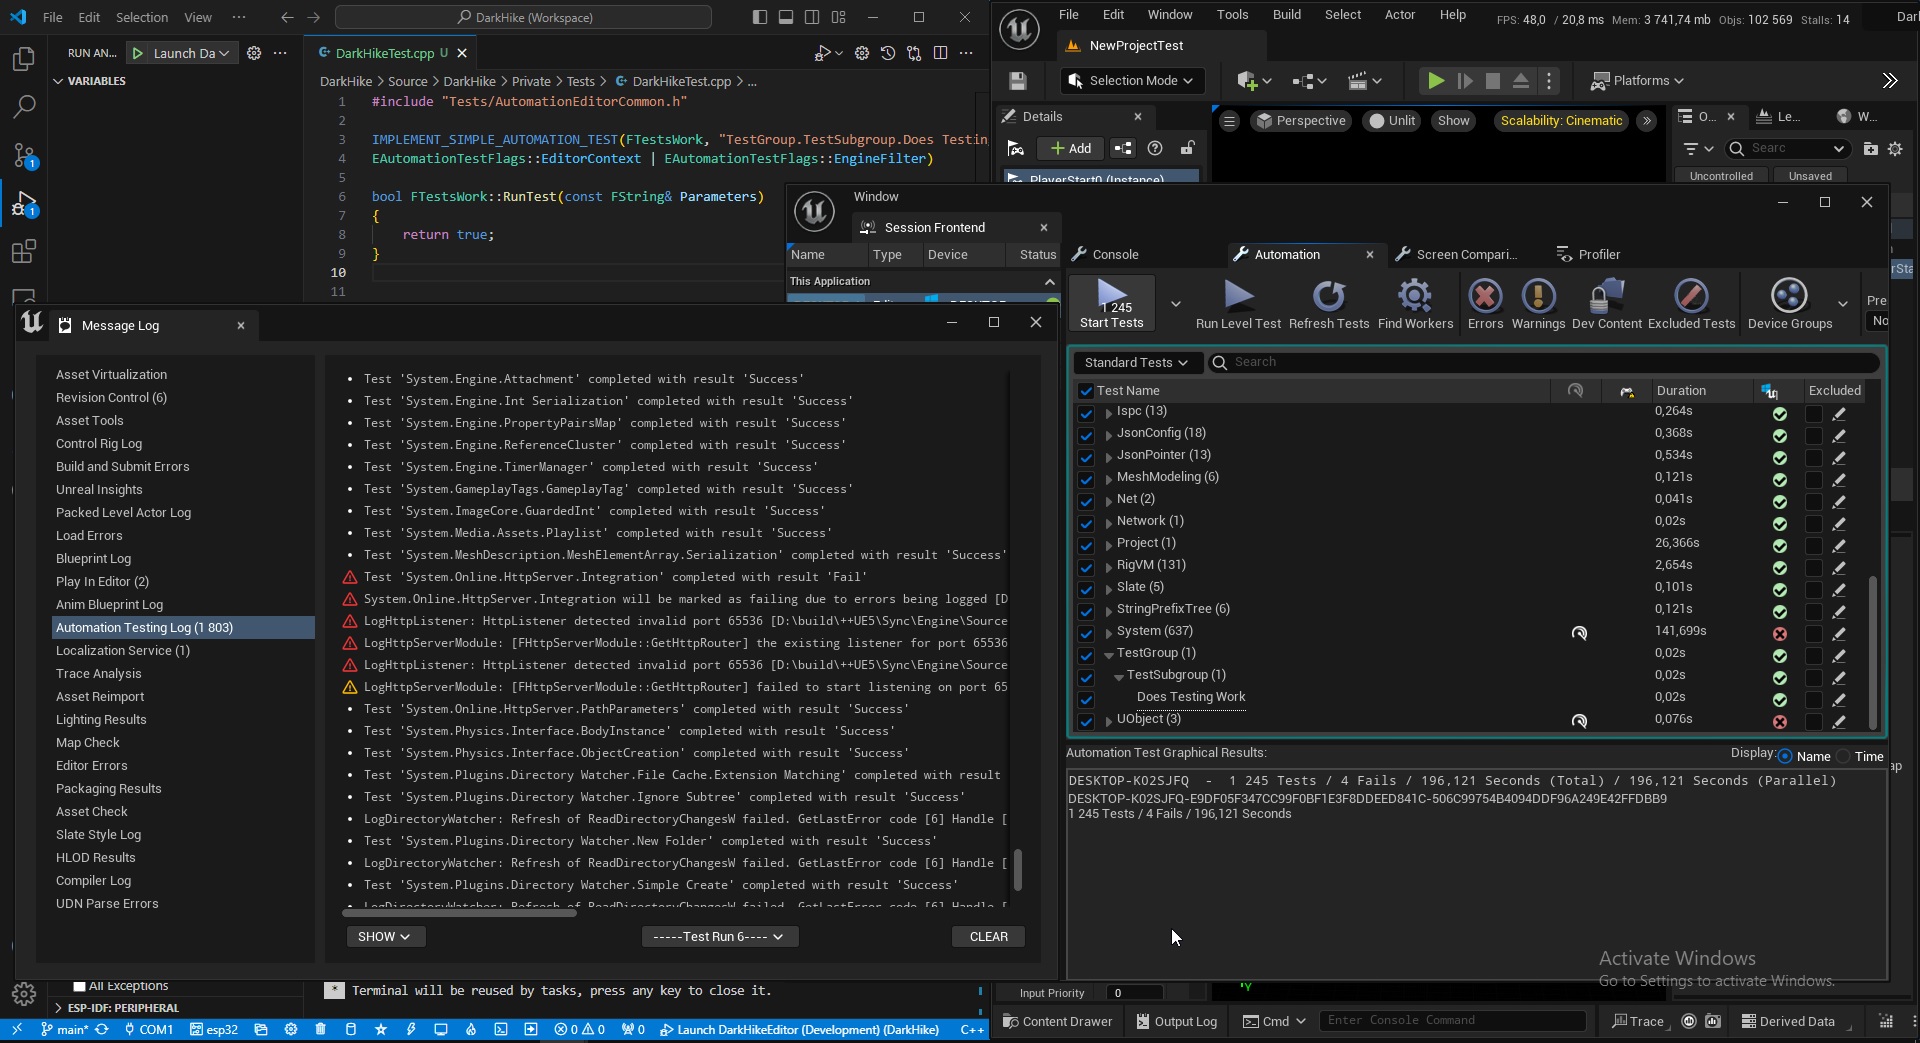 File Edit Selection View ··· DarkHike (Workspace)
RUN AN... Launch Da
VARIABLES
DarkHikeTest.cpp U
DarkHike > Source > DarkHike > Private > Tests > DarkHikeTest.cpp > ...
1 #include "Tests/AutomationEditorCommon.h"
2
3 IMPLEMENT_SIMPLE_AUTOMATION_TEST(FTestsWork, "TestGroup.TestSubgroup.Does Testin
4 EAutomationTestFlags::EditorContext | EAutomationTestFlags::EngineFilter)
5
6 bool FTestsWork::RunTest(const FString& Parameters)
7 {
8 return true;
9 }
10
11
File Edit Window Tools Build Select Actor Help
FPS: 48,0 / 20,8 ms Mem: 3 741,74 mb Objs: 102 569 Stalls: 14
Dar
NewProjectTest
Selection Mode
Platforms
Details
Add
PlayerStart0 (Instance)
Perspective Unlit Show Scalability: Cinematic
O... Le... W...
Searc
Uncontrolled Unsaved
Window
Session Frontend
Name Type Device Status
This Application
Console Automation Screen Compari... Profiler
1 245
Start Tests
Run Level Test Refresh Tests Find Workers Errors Warnings Dev Content Excluded Tests Device Groups
Pre
No
Standard Tests Search
Test Name Duration Excluded
Ispc (13) 0,264s
JsonConfig (18) 0,368s
JsonPointer (13) 0,534s
MeshModeling (6) 0,121s
Net (2) 0,041s
Network (1) 0,02s
Project (1) 26,366s
RigVM (131) 2,654s
Slate (5) 0,101s
StringPrefixTree (6) 0,121s
System (637) 141,699s
TestGroup (1) 0,02s
TestSubgroup (1) 0,02s
Does Testing Work 0,02s
UObject (3) 0,076s
Automation Test Graphical Results:
Display: Name Time
DESKTOP-K02SJFQ - 1 245 Tests / 4 Fails / 196,121 Seconds (Total) / 196,121 Seconds (Parallel)
DESKTOP-K02SJFQ-E9DF05F347CC99F0BF1E3F8DDEED841C-506C99754B4094DDF96A249E42FFDBB9
1 245 Tests / 4 Fails / 196,121 Seconds
Message Log
Asset Virtualization
Revision Control (6)
Asset Tools
Control Rig Log
Build and Submit Errors
Unreal Insights
Packed Level Actor Log
Load Errors
Blueprint Log
Play In Editor (2)
Anim Blueprint Log
Automation Testing Log (1 803)
Localization Service (1)
Trace Analysis
Asset Reimport
Lighting Results
Map Check
Editor Errors
Packaging Results
Asset Check
Slate Style Log
HLOD Results
Compiler Log
UDN Parse Errors
Test 'System.Engine.Attachment' completed with result 'Success'
Test 'System.Engine.Int Serialization' completed with result 'Success'
Test 'System.Engine.PropertyPairsMap' completed with result 'Success'
Test 'System.Engine.ReferenceCluster' completed with result 'Success'
Test 'System.Engine.TimerManager' completed with result 'Success'
Test 'System.GameplayTags.GameplayTag' completed with result 'Success'
Test 'System.ImageCore.GuardedInt' completed with result 'Success'
Test 'System.Media.Assets.Playlist' completed with result 'Success'
Test 'System.MeshDescription.MeshElementArray.Serialization' completed with result 'Success'
Test 'System.Online.HttpServer.Integration' completed with result 'Fail'
System.Online.HttpServer.Integration will be marked as failing due to errors being logged [D
LogHttpListener: HttpListener detected invalid port 65536 [D:\build\++UE5\Sync\Engine\Source
LogHttpServerModule: [FHttpServerModule::GetHttpRouter] the existing listener for port 65536
LogHttpListener: HttpListener detected invalid port 65536 [D:\build\++UE5\Sync\Engine\Source
LogHttpServerModule: [FHttpServerModule::GetHttpRouter] failed to start listening on port 65
Test 'System.Online.HttpServer.PathParameters' completed with result 'Success'
Test 'System.Physics.Interface.BodyInstance' completed with result 'Success'
Test 'System.Physics.Interface.ObjectCreation' completed with result 'Success'
Test 'System.Plugins.Directory Watcher.File Cache.Extension Matching' completed with result
Test 'System.Plugins.Directory Watcher.Ignore Subtree' completed with result 'Success'
LogDirectoryWatcher: Refresh of ReadDirectoryChangesW failed. GetLastError code [6] Handle [
Test 'System.Plugins.Directory Watcher.New Folder' completed with result 'Success'
LogDirectoryWatcher: Refresh of ReadDirectoryChangesW failed. GetLastError code [6] Handle [
Test 'System.Plugins.Directory Watcher.Simple Create' completed with result 'Success'
LogDirectoryWatcher: Refresh of ReadDirectoryChangesW failed. GetLastError code [6] Handle [
SHOW -----Test Run 6---- CLEAR
Activate Windows
Go to Settings to activate Windows.
All Exceptions
ESP-IDF: PERIPHERAL
* Terminal will be reused by tasks, press any key to close it.
Input Priority 0
Y
main* COM1 esp32 0 0 0 Launch DarkHikeEditor (Development) (DarkHike) C++
Content Drawer Output Log Cmd Enter Console Command Trace Derived Data